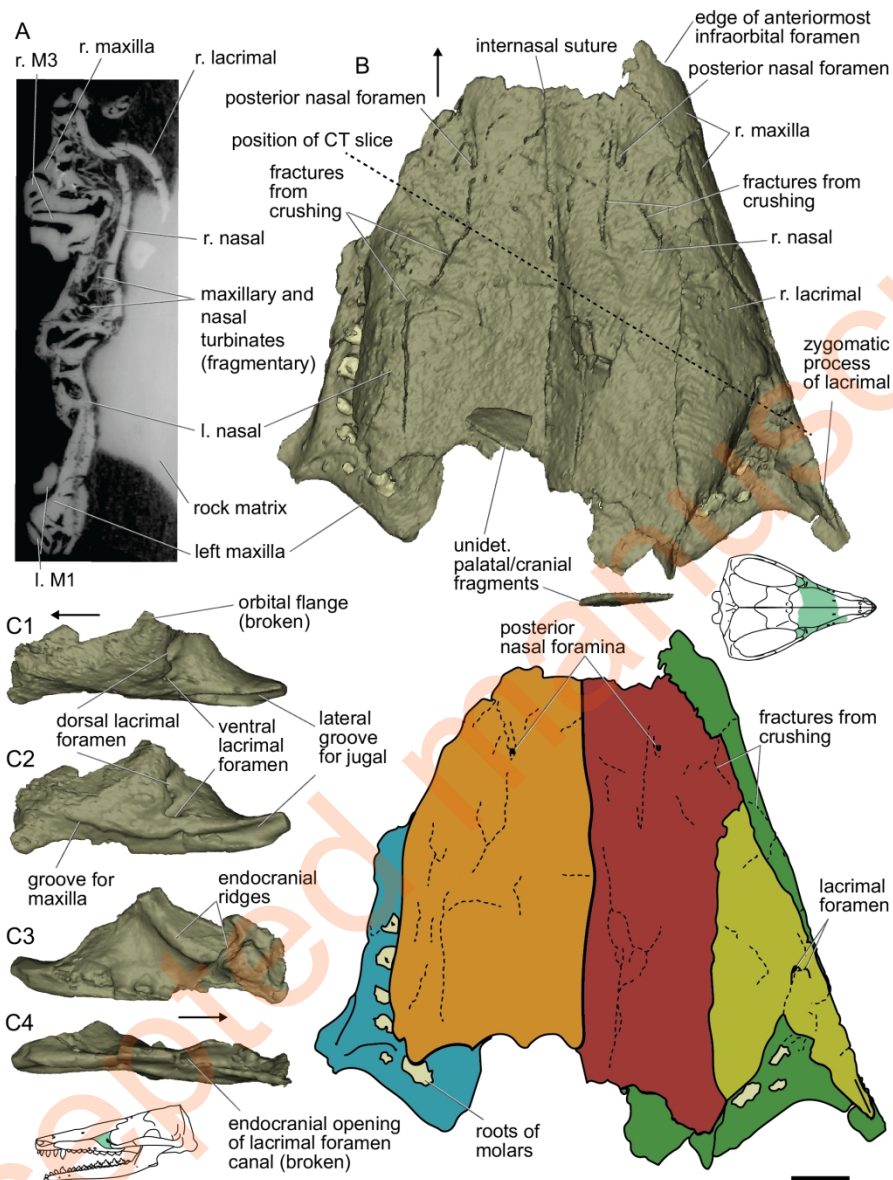 A
r. maxilla
r. M3
r. lacrimal
r. nasal
maxillary and
nasal
turbinates
(fragmentary)
l. nasal
rock matrix
left maxilla
l. M1
B
internasal suture
edge of anteriormost
infraorbital foramen
posterior nasal foramen
posterior nasal foramen
position of CT slice
r. maxilla
fractures
from
crushing
fractures from
crushing
r. nasal
r. lacrimal
zygomatic
process
of lacrimal
unidet.
palatal/cranial
fragments
C1
orbital flange
(broken)
dorsal lacrimal
foramen
ventral
lacrimal
foramen
lateral
groove
for jugal
C2
groove for
maxilla
endocranial
ridges
C3
C4
endocranial opening
of lacrimal foramen
canal (broken)
posterior
nasal foramina
fractures from
crushing
lacrimal
foramen
roots of
molars
cepted manusc